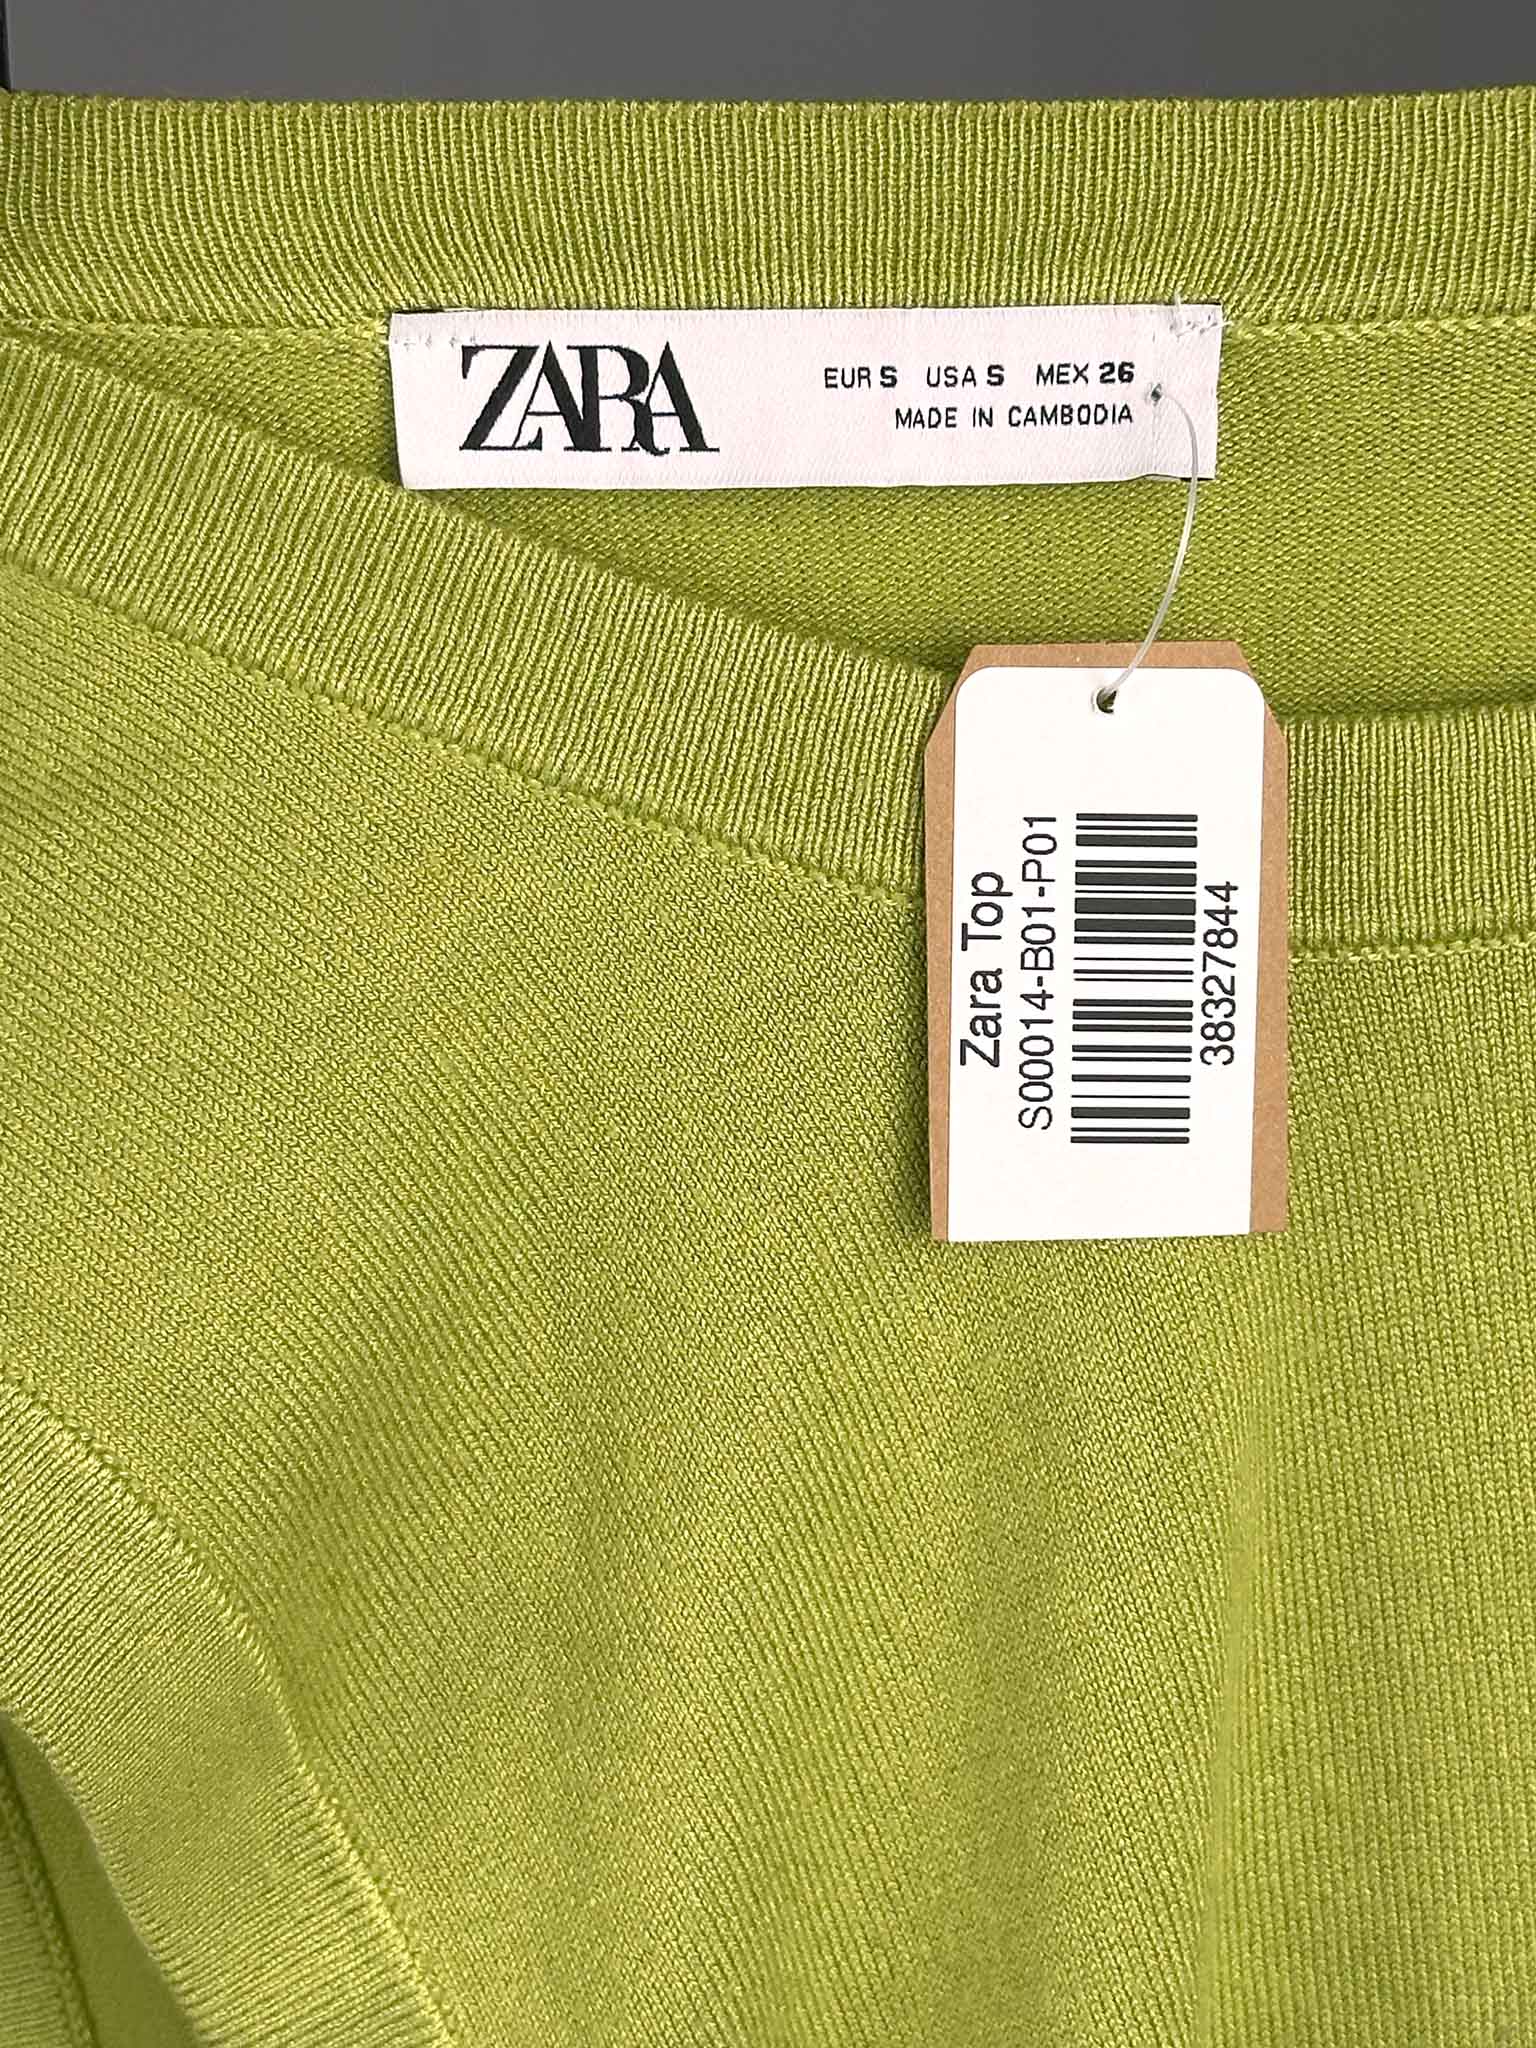 ZARA
EUR S USA S MEX 26
MADE IN CAMBODIA
Zara Top
S00014-B01-P01
38327844